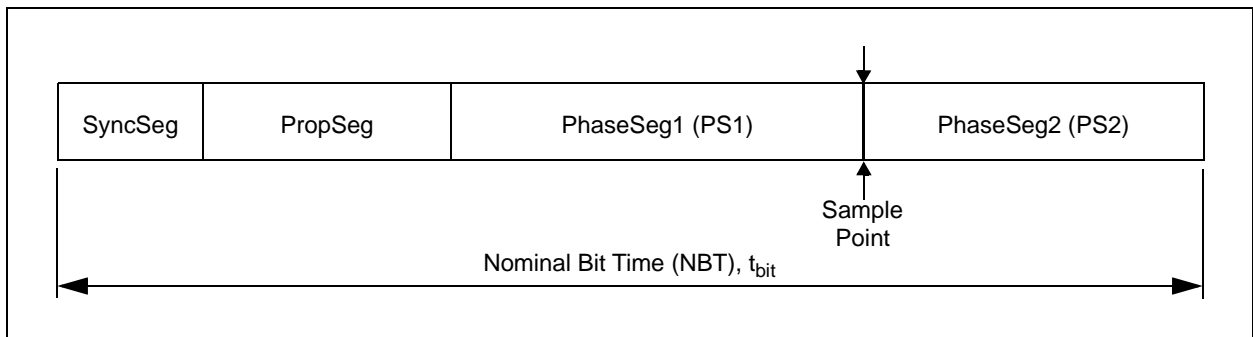 SyncSeg
PropSeg
PhaseSeg1 (PS1)
PhaseSeg2 (PS2)
Sample
Point
Nominal Bit Time (NBT), tbit